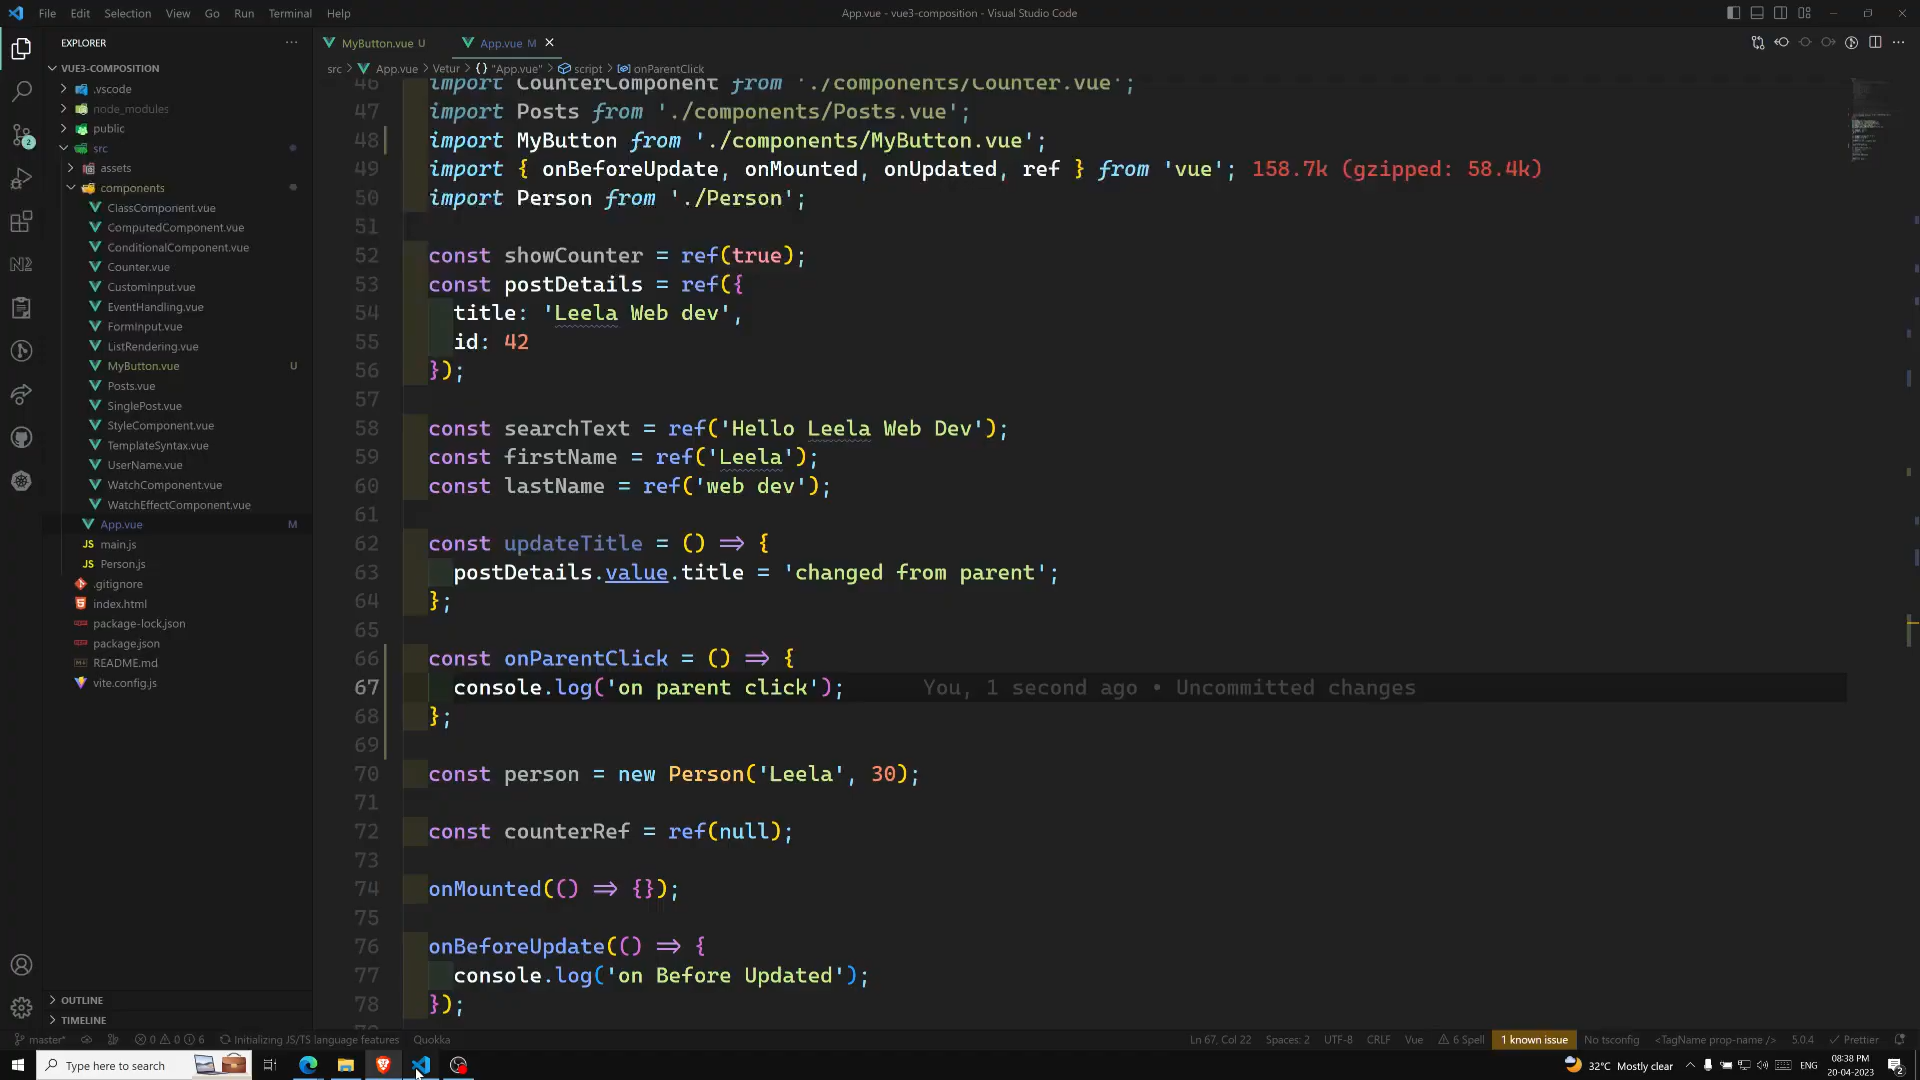 File Edit Selection View Go Run Terminal Help
App.vue - vue3-composition - Visual Studio Code
EXPLORER
VUE3-COMPOSITION
.vscode
node_modules
public
src
assets
components
ClassComponent.vue
ComputedComponent.vue
ConditionalComponent.vue
Counter.vue
CustomInput.vue
EventHandling.vue
FormInput.vue
ListRendering.vue
MyButton.vue U
Posts.vue
SinglePost.vue
StyleComponent.vue
TemplateSyntax.vue
UserName.vue
WatchComponent.vue
WatchEffectComponent.vue
App.vue M
main.js
Person.js
.gitignore
index.html
package-lock.json
package.json
README.md
vite.config.js
OUTLINE
TIMELINE
MyButton.vue U
App.vue M
src > App.vue > Vetur > {} "App.vue" > script > onParentClick
46 import CounterComponent from './components/Counter.vue';
47 import Posts from './components/Posts.vue';
48 import MyButton from './components/MyButton.vue';
49 import { onBeforeUpdate, onMounted, onUpdated, ref } from 'vue'; 158.7k (gzipped: 58.4k)
50 import Person from './Person';
51
52 const showCounter = ref(true);
53 const postDetails = ref({
54 title: 'Leela Web dev',
55 id: 42
56 });
57
58 const searchText = ref('Hello Leela Web Dev');
59 const firstName = ref('Leela');
60 const lastName = ref('web dev');
61
62 const updateTitle = () => {
63 postDetails.value.title = 'changed from parent';
64 };
65
66 const onParentClick = () => {
67 console.log('on parent click'); You, 1 second ago • Uncommitted changes
68 };
69
70 const person = new Person('Leela', 30);
71
72 const counterRef = ref(null);
73
74 onMounted(() => {});
75
76 onBeforeUpdate(() => {
77 console.log('on Before Updated');
78 });
master* 0 0 6 Initializing JS/TS language features Quokka
Ln 67, Col 22 Spaces: 2 UTF-8 CRLF Vue 6 Spell 1 known issue No tsconfig <TagName prop-name /> 5.0.4 Prettier
Type here to search
32°C Mostly clear
ENG
08:38 PM
20-04-2023